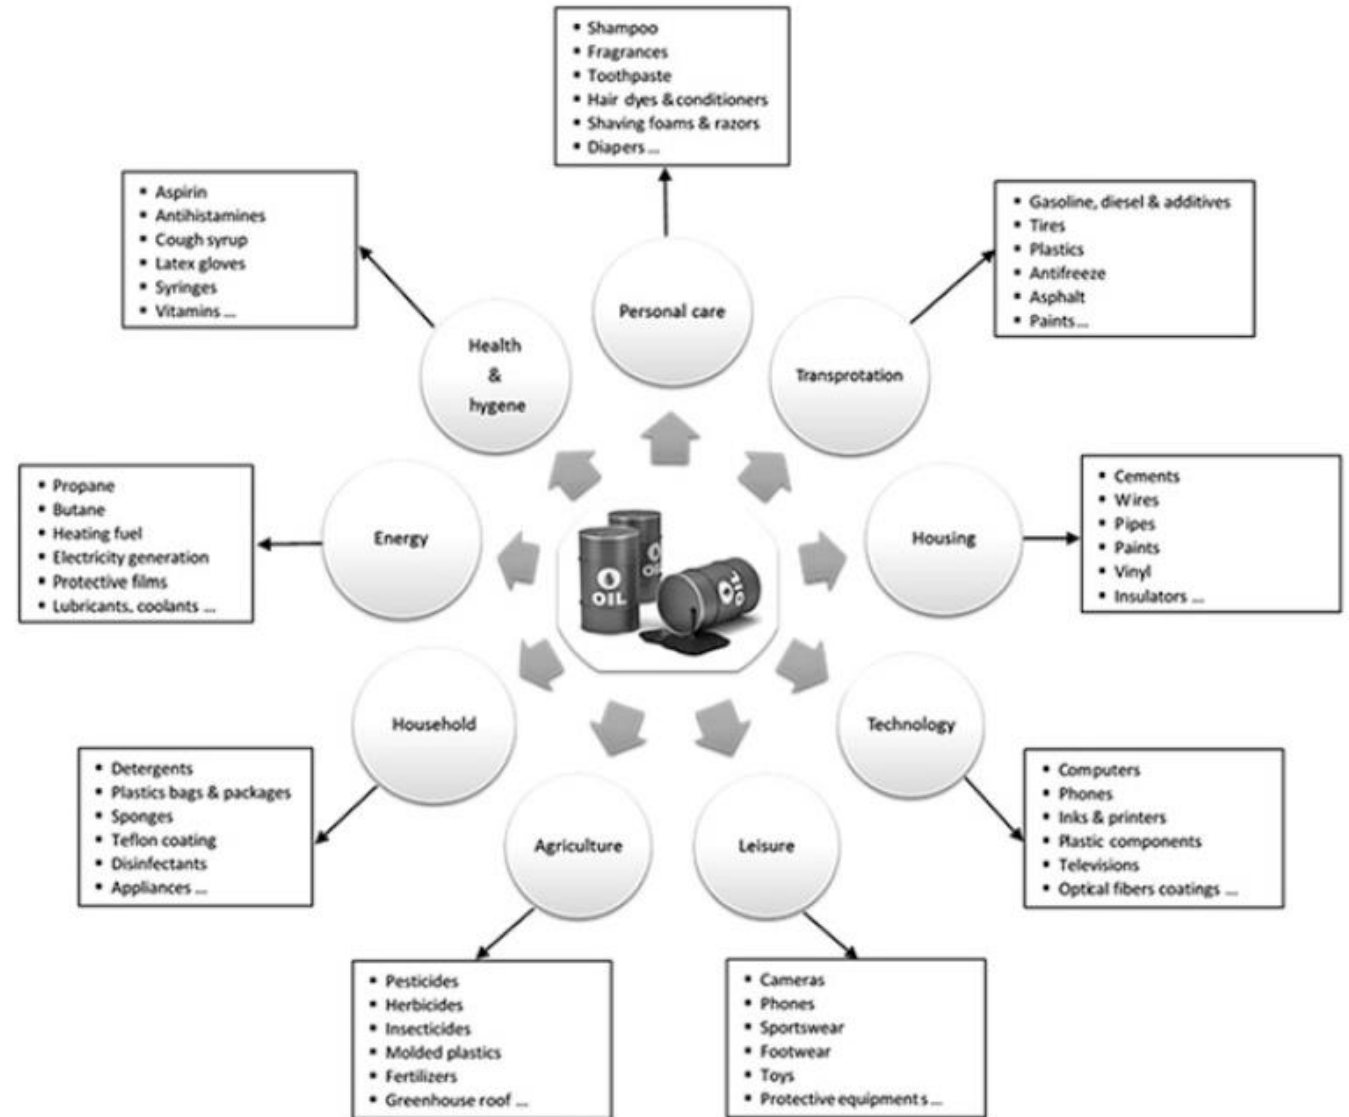 ▪ Shampoo
▪ Fragrances
▪ Toothpaste
▪ Hair dyes & conditioners
▪ Shaving foams & razors
▪ Diapers ...
Personal care
▪ Aspirin
▪ Antihistamines
▪ Cough syrup
▪ Latex gloves
▪ Syringes
▪ Vitamins ...
Health
&
hygene
▪ Gasoline, diesel & additives
▪ Tires
▪ Plastics
▪ Antifreeze
▪ Asphalt
▪ Paints...
Transprotation
▪ Propane
▪ Butane
▪ Heating fuel
▪ Electricity generation
▪ Protective films
▪ Lubricants, coolants ...
Energy
OIL
OIL
OIL
Housing
▪ Cements
▪ Wires
▪ Pipes
▪ Paints
▪ Vinyl
▪ Insulators ...
Household
▪ Detergents
▪ Plastics bags & packages
▪ Sponges
▪ Teflon coating
▪ Disinfectants
▪ Appliances ...
Technology
▪ Computers
▪ Phones
▪ Inks & printers
▪ Plastic components
▪ Televisions
▪ Optical fibers coatings ...
Agriculture
▪ Pesticides
▪ Herbicides
▪ Insecticides
▪ Molded plastics
▪ Fertilizers
▪ Greenhouse roof ...
Leisure
▪ Cameras
▪ Phones
▪ Sportswear
▪ Footwear
▪ Toys
▪ Protective equipments ...